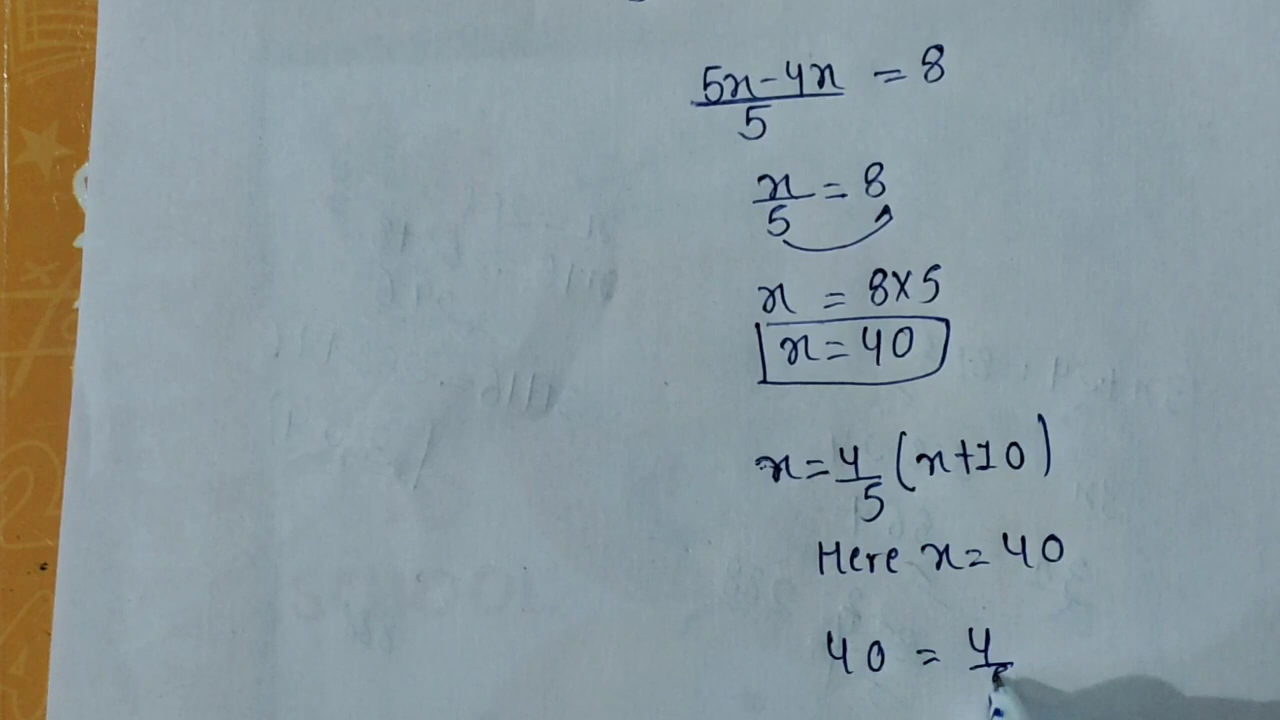 5x-4x/5 = 8
x/5 = 8
x = 8×5
x = 40
x = 4/5 (x+10)
Here x = 40
40 = 4/